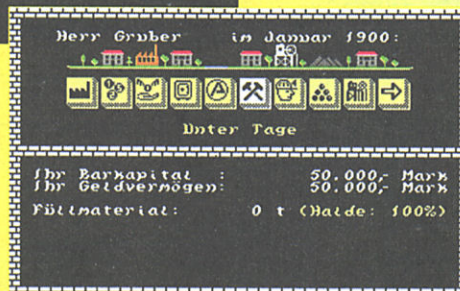 Herr Gruber im Januar 1900:
Unter Tage
Ihr Barkapital : 50.000,- Mark
Ihr Geldvermögen: 50.000,- Mark
Füllmaterial: 0 t (Halde: 100%)